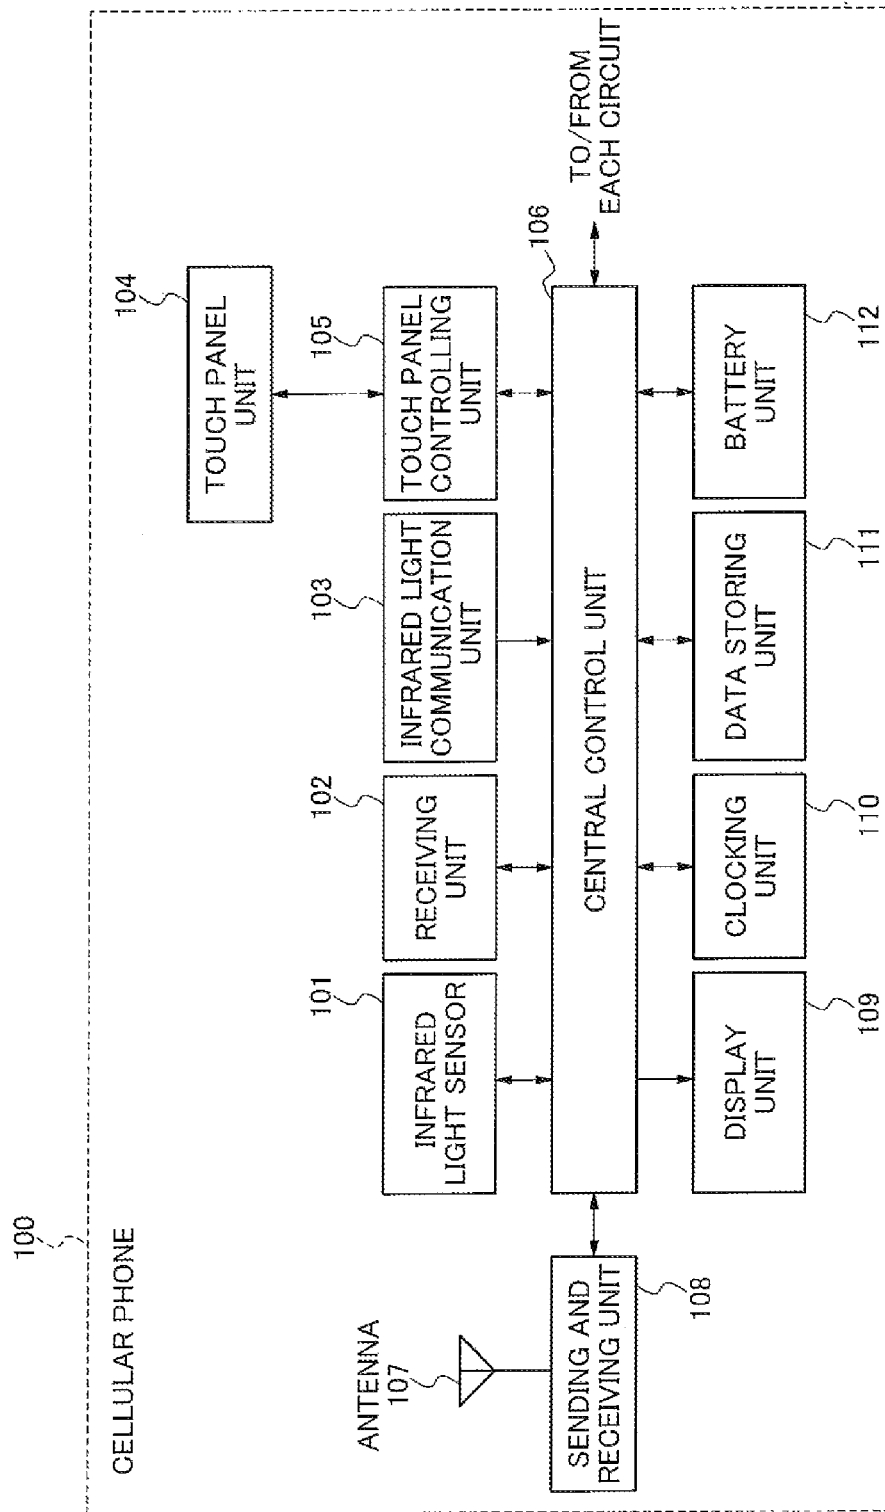 100
CELLULAR PHONE
104
TOUCH PANEL
UNIT
101
INFRARED
LIGHT SENSOR
102
RECEIVING
UNIT
103
INFRARED LIGHT
COMMUNICATION
UNIT
105
TOUCH PANEL
CONTROLLING
UNIT
ANTENNA
107
SENDING AND
RECEIVING UNIT
108
CENTRAL CONTROL UNIT
106
TO/FROM
EACH CIRCUIT
DISPLAY
UNIT
109
CLOCKING
UNIT
110
DATA STORING
UNIT
111
BATTERY
UNIT
112